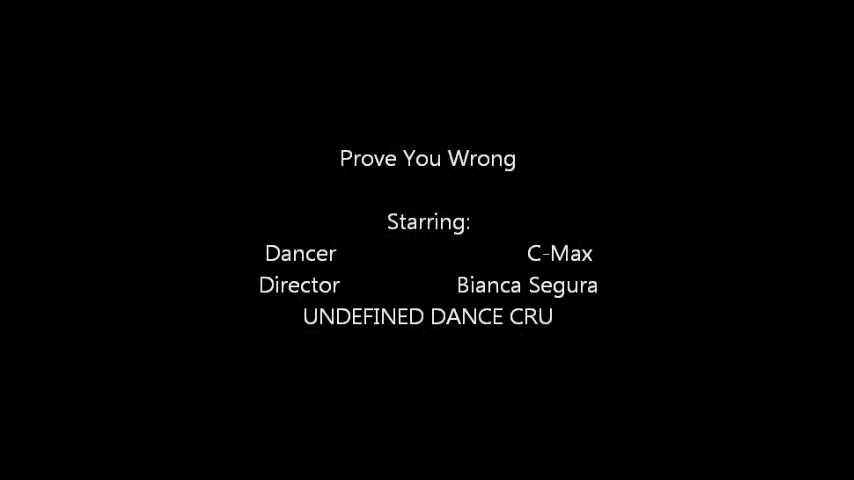 Prove You Wrong
Starring:
Dancer C-Max
Director Bianca Segura
UNDEFINED DANCE CRU